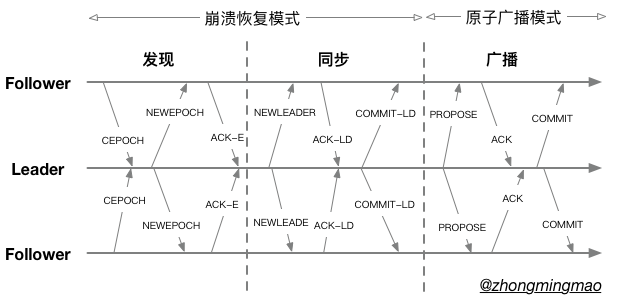 崩溃恢复模式 原子广播模式
发现 同步 广播
Follower
NEWEPOCH NEWLEADER COMMIT-LD PROPOSE COMMIT
CEPOCH ACK-E ACK-LD ACK
Leader
CEPOCH ACK-E COMMIT-LD ACK
NEWEPOCH NEWLEADE ACK-LD PROPOSE COMMIT
Follower
@zhongmingmao